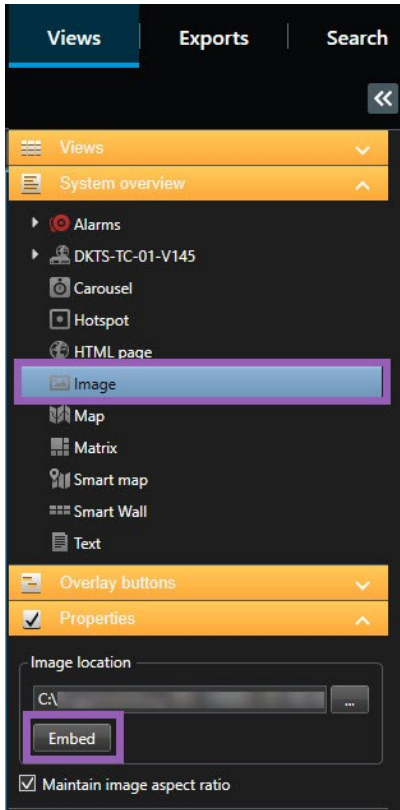 Views Exports Search
Views
System overview
Alarms
DKTS-TC-01-V145
Carousel
Hotspot
HTML page
Image
Map
Matrix
Smart map
Smart Wall
Text
Overlay buttons
Properties
Image location
C:\
...
Embed
Maintain image aspect ratio